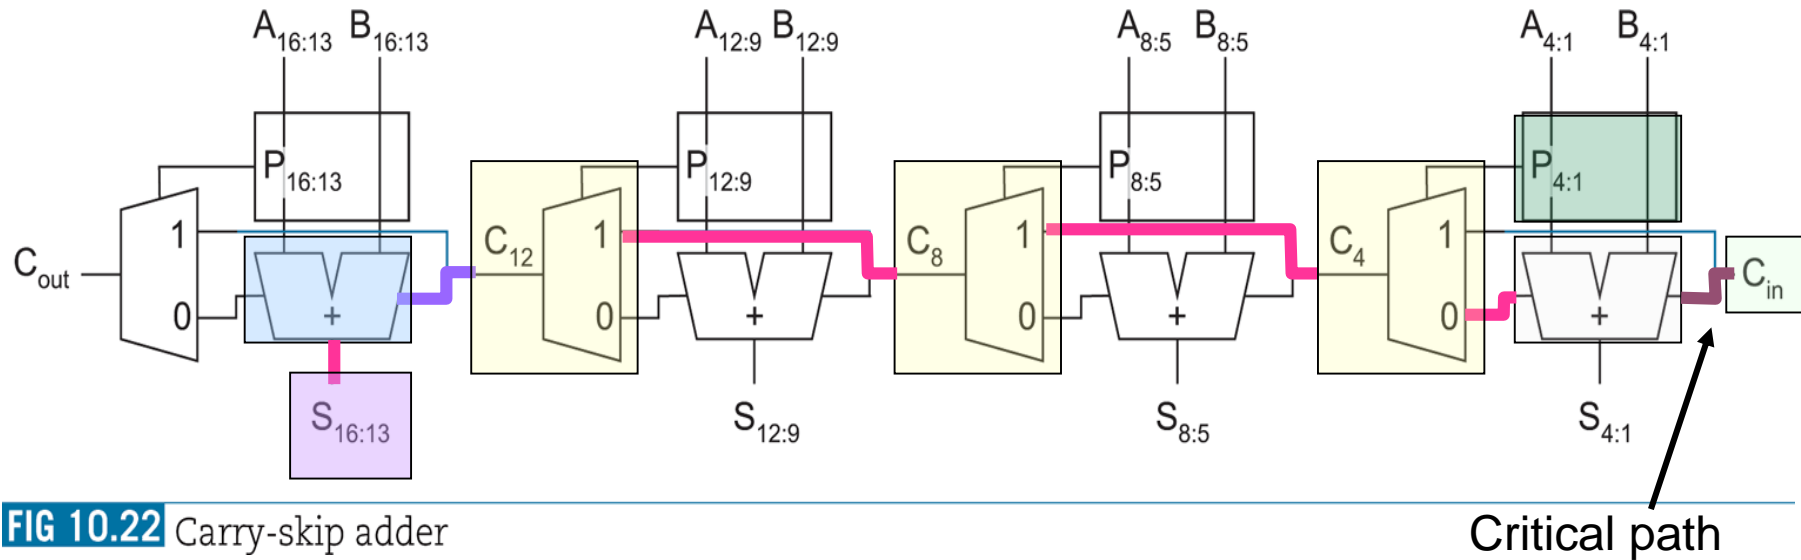 A16:13 B16:13 A12:9 B12:9 A8:5 B8:5 A4:1 B4:1
P16:13 P12:9 P8:5 P4:1
1 1 1 1
Cout C12 C8 C4 Cin
0 + 0 + 0 + 0 +
S16:13 S12:9 S8:5 S4:1
FIG 10.22 Carry-skip adder
Critical path